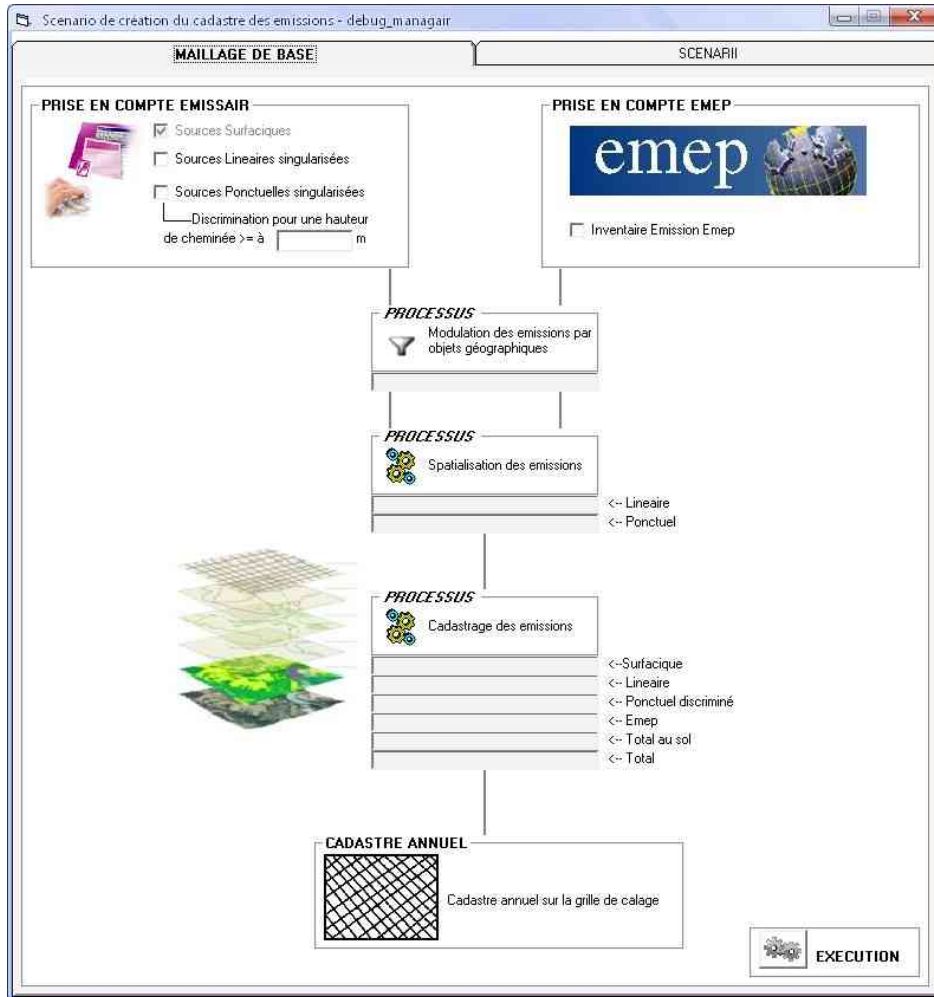 Scenario de création du cadastre des emissions - debug_managair
MAILLAGE DE BASE
SCENARII
PRISE EN COMPTE EMISSAIR
Sources Surfaciques
Sources Lineaires singularisées
Sources Ponctuelles singularisées
Discrimination pour une hauteur
de cheminée >= à m
PRISE EN COMPTE EMEP
emep
Inventaire Emission Emep
PROCESSUS
Modulation des emissions par
objets géographiques
PROCESSUS
Spatialisation des emissions
<-- Lineaire
<-- Ponctuel
PROCESSUS
Cadastrage des emissions
<--Surfacique
<-- Lineaire
<-- Ponctuel discriminé
<-- Emep
<-- Total au sol
<-- Total
CADASTRE ANNUEL
Cadastre annuel sur la grille de calage
EXECUTION